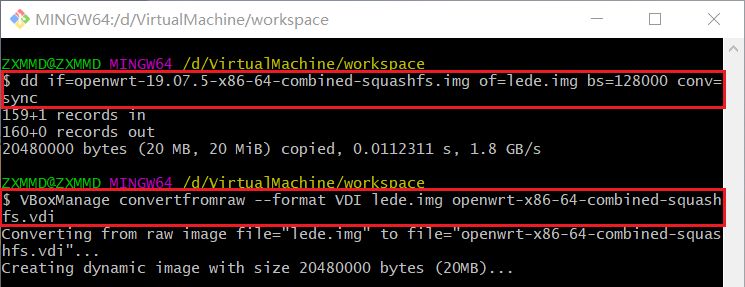 MINGW64:/d/VirtualMachine/workspace
ZXMMD@ZXMMD MINGW64 /d/VirtualMachine/workspace
$ dd if=openwrt-19.07.5-x86-64-combined-squashfs.img of=lede.img bs=128000 conv=
sync
159+1 records in
160+0 records out
20480000 bytes (20 MB, 20 MiB) copied, 0.0112311 s, 1.8 GB/s
ZXMMD@ZXMMD MINGW64 /d/VirtualMachine/workspace
$ VBoxManage convertfromraw --format VDI lede.img openwrt-x86-64-combined-squash
fs.vdi
Converting from raw image file="lede.img" to file="openwrt-x86-64-combined-squas
hfs.vdi"...
Creating dynamic image with size 20480000 bytes (20MB)...